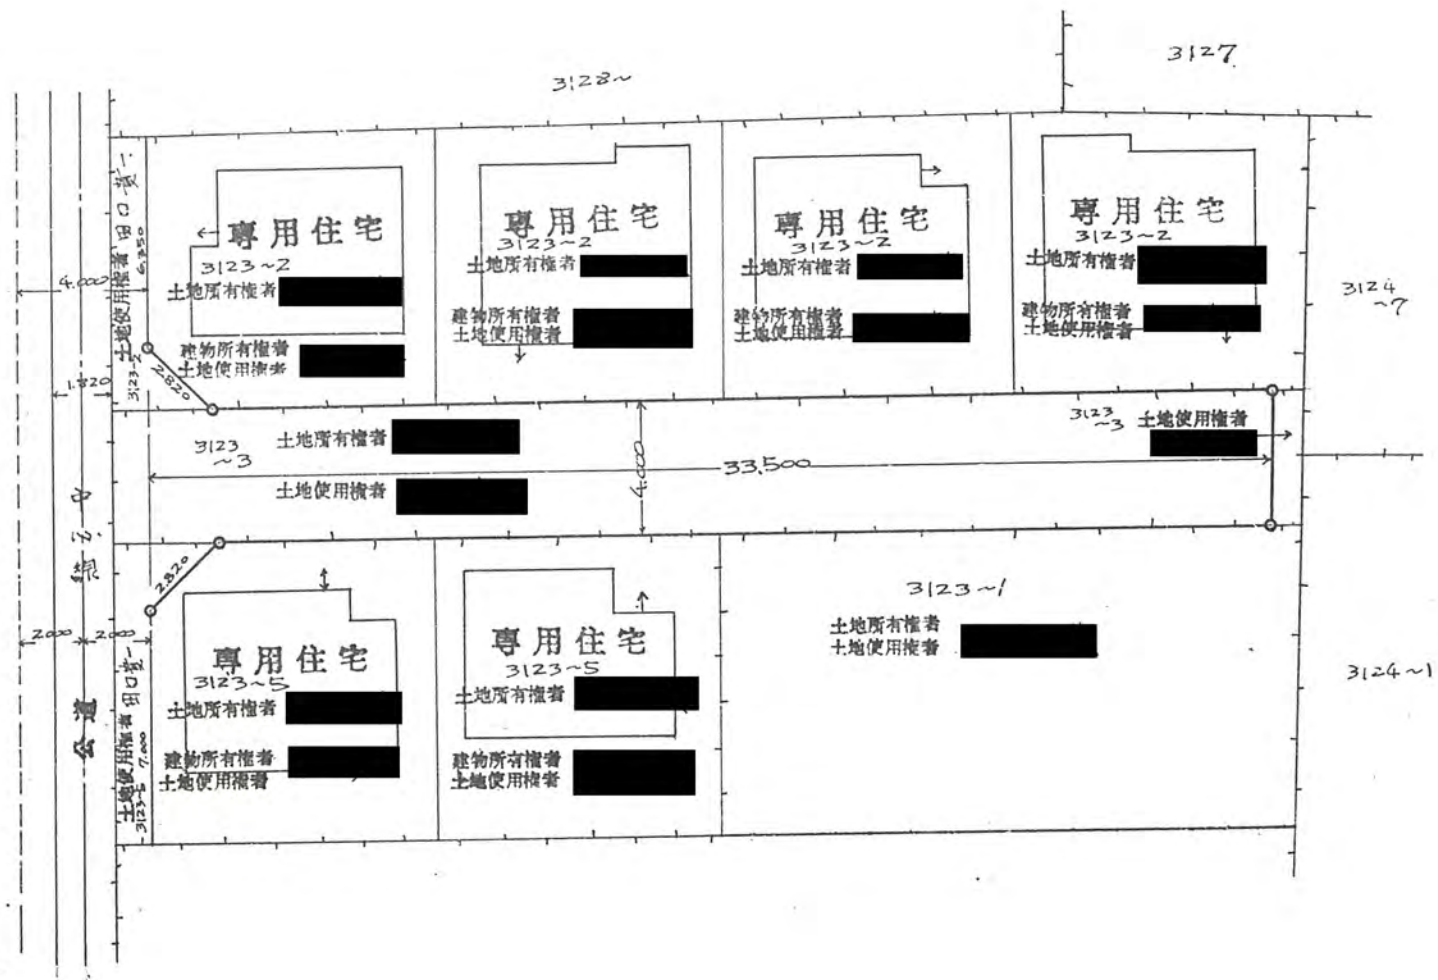 3127
3128~
専用住宅
3123~2
土地所有権者
建物所有権者
土地使用権者
専用住宅
3123~2
土地所有権者
建物所有権者
土地使用権者
専用住宅
3123~2
土地所有権者
建物所有権者
土地使用権者
専用住宅
3123~2
土地所有権者
建物所有権者
土地使用権者
3124
~7
土地使用権者
6.350
4.000
1.820
2.820
3123
~3
土地所有権者
土地使用権者
4.000
33.500
3123
~3
土地使用権者
2.820
2.000
2.000
公道
土地使用権者
3123~5
7.000
専用住宅
3123~5
土地所有権者
建物所有権者
土地使用権者
専用住宅
3123~5
土地所有権者
建物所有権者
土地使用権者
3123~1
土地所有権者
土地使用権者
3124~1